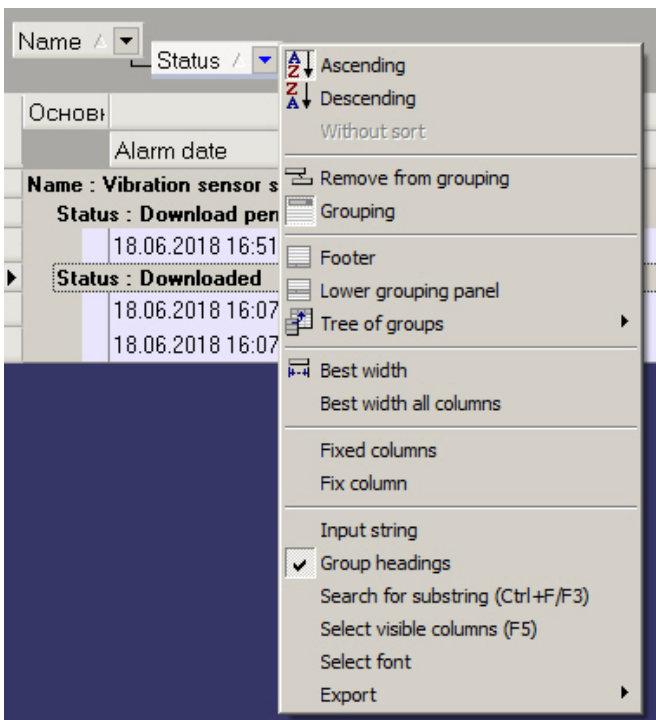 Name
Status
Ascending
Descending
Without sort
Remove from grouping
Grouping
Footer
Lower grouping panel
Tree of groups
Best width
Best width all columns
Fixed columns
Fix column
Input string
Group headings
Search for substring (Ctrl+F/F3)
Select visible columns (F5)
Select font
Export
Alarm date
Name : Vibration sensor s
Status : Download pen
18.06.2018 16:51
Status : Downloaded
18.06.2018 16:07
18.06.2018 16:07